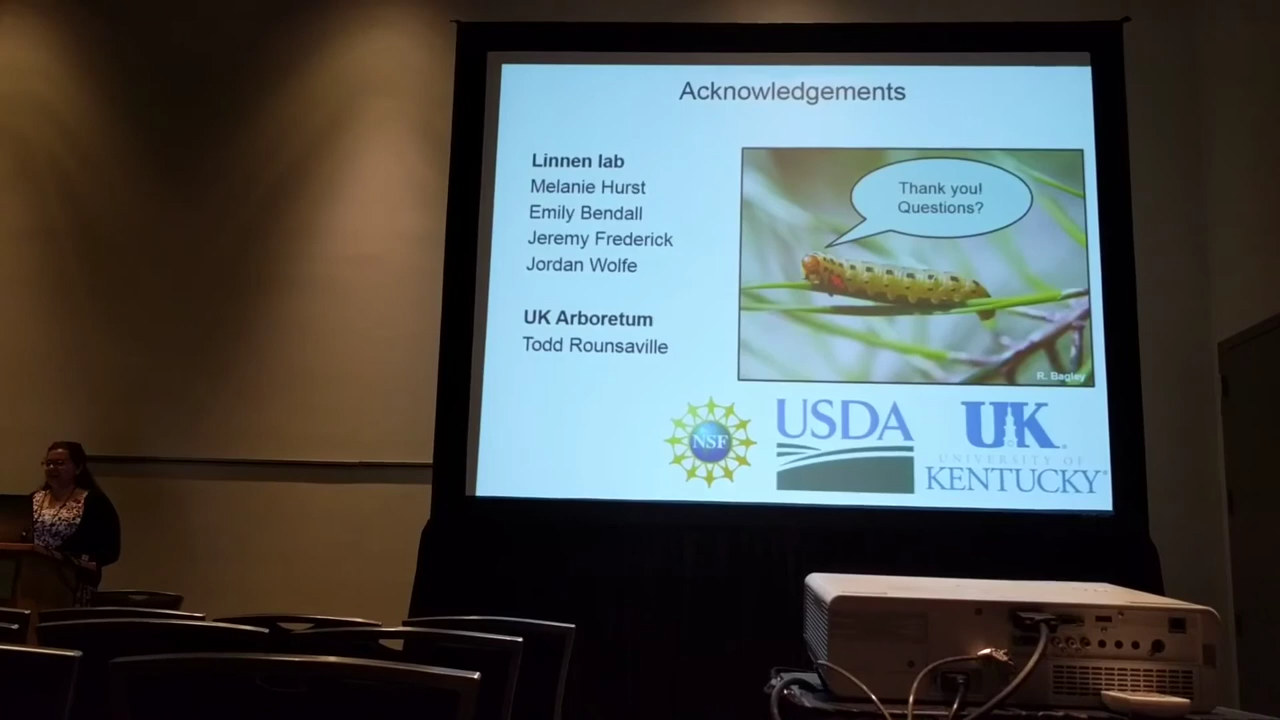 Acknowledgements
Linnen lab
Melanie Hurst
Emily Bendall
Jeremy Frederick
Jordan Wolfe
UK Arboretum
Todd Rounsaville
Thank you!
Questions?
R. Bagley
NSF
USDA
UK
UNIVERSITY OF
KENTUCKY